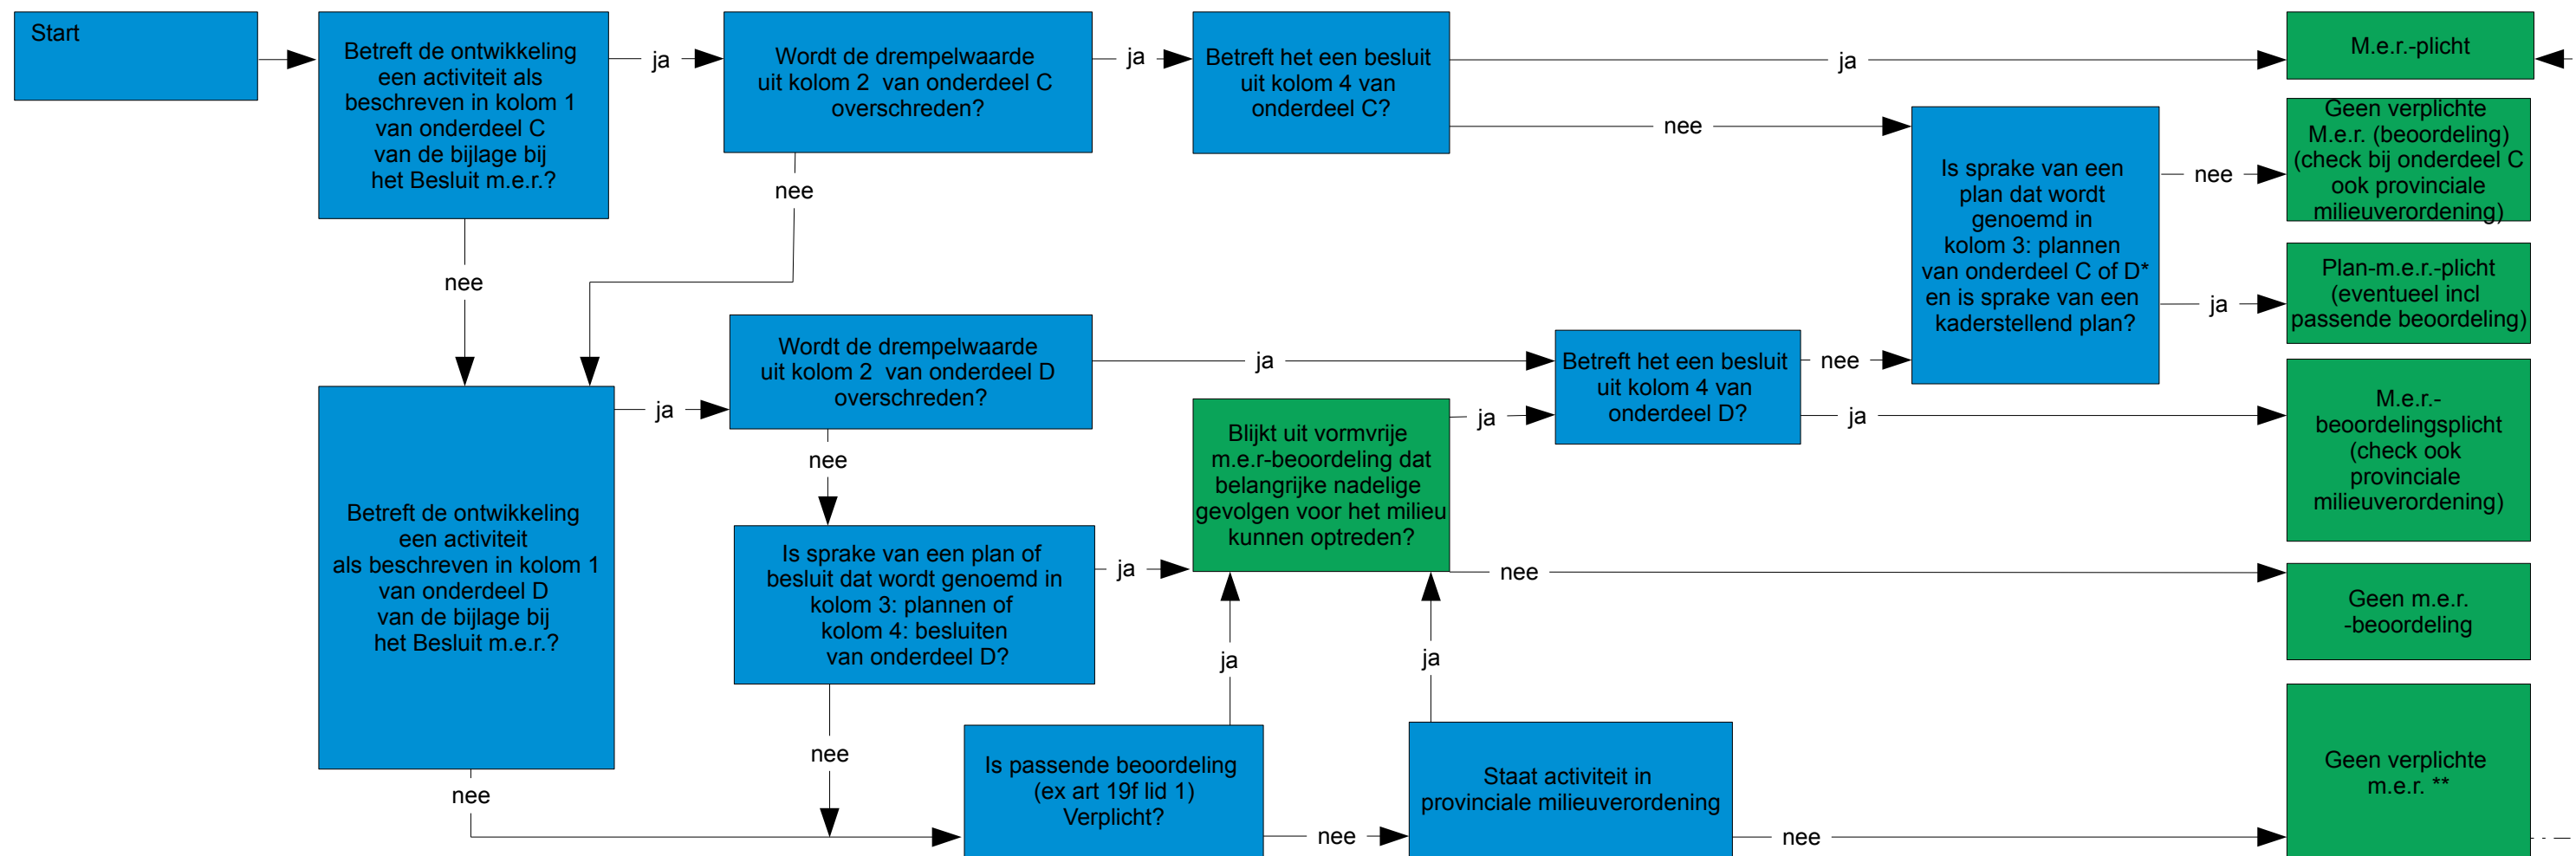 Start
Betreft de ontwikkeling
een activiteit als
beschreven in kolom 1
van onderdeel C
van de bijlage bij
het Besluit m.e.r.?
ja
Wordt de drempelwaarde
uit kolom 2 van onderdeel C
overschreden?
ja
Betreft het een besluit
uit kolom 4 van
onderdeel C?
ja
M.e.r.-plicht
nee
Is sprake van een
plan dat wordt
genoemd in
kolom 3: plannen
van onderdeel C of D*
en is sprake van een
kaderstellend plan?
nee
Geen verplichte
M.e.r. (beoordeling)
(check bij onderdeel C
ook provinciale
milieuverordening)
ja
Plan-m.e.r.-plicht
(eventueel incl
passende beoordeling)
nee
nee
Betreft de ontwikkeling
een activiteit
als beschreven in kolom 1
van onderdeel D
van de bijlage bij
het Besluit m.e.r.?
ja
Wordt de drempelwaarde
uit kolom 2 van onderdeel D
overschreden?
ja
Betreft het een besluit
uit kolom 4 van
onderdeel D?
nee
ja
M.e.r.-
beoordelingsplicht
(check ook
provinciale
milieuverordening)
nee
Is sprake van een plan of
besluit dat wordt genoemd in
kolom 3: plannen of
kolom 4: besluiten
van onderdeel D?
ja
Blijkt uit vormvrije
m.e.r-beoordeling dat
belangrijke nadelige
gevolgen voor het milieu
kunnen optreden?
ja
nee
Geen m.e.r.
-beoordeling
nee
nee
Is passende beoordeling
(ex art 19f lid 1)
Verplicht?
ja
nee
Staat activiteit in
provinciale milieuverordening
ja
nee
Geen verplichte
m.e.r. **